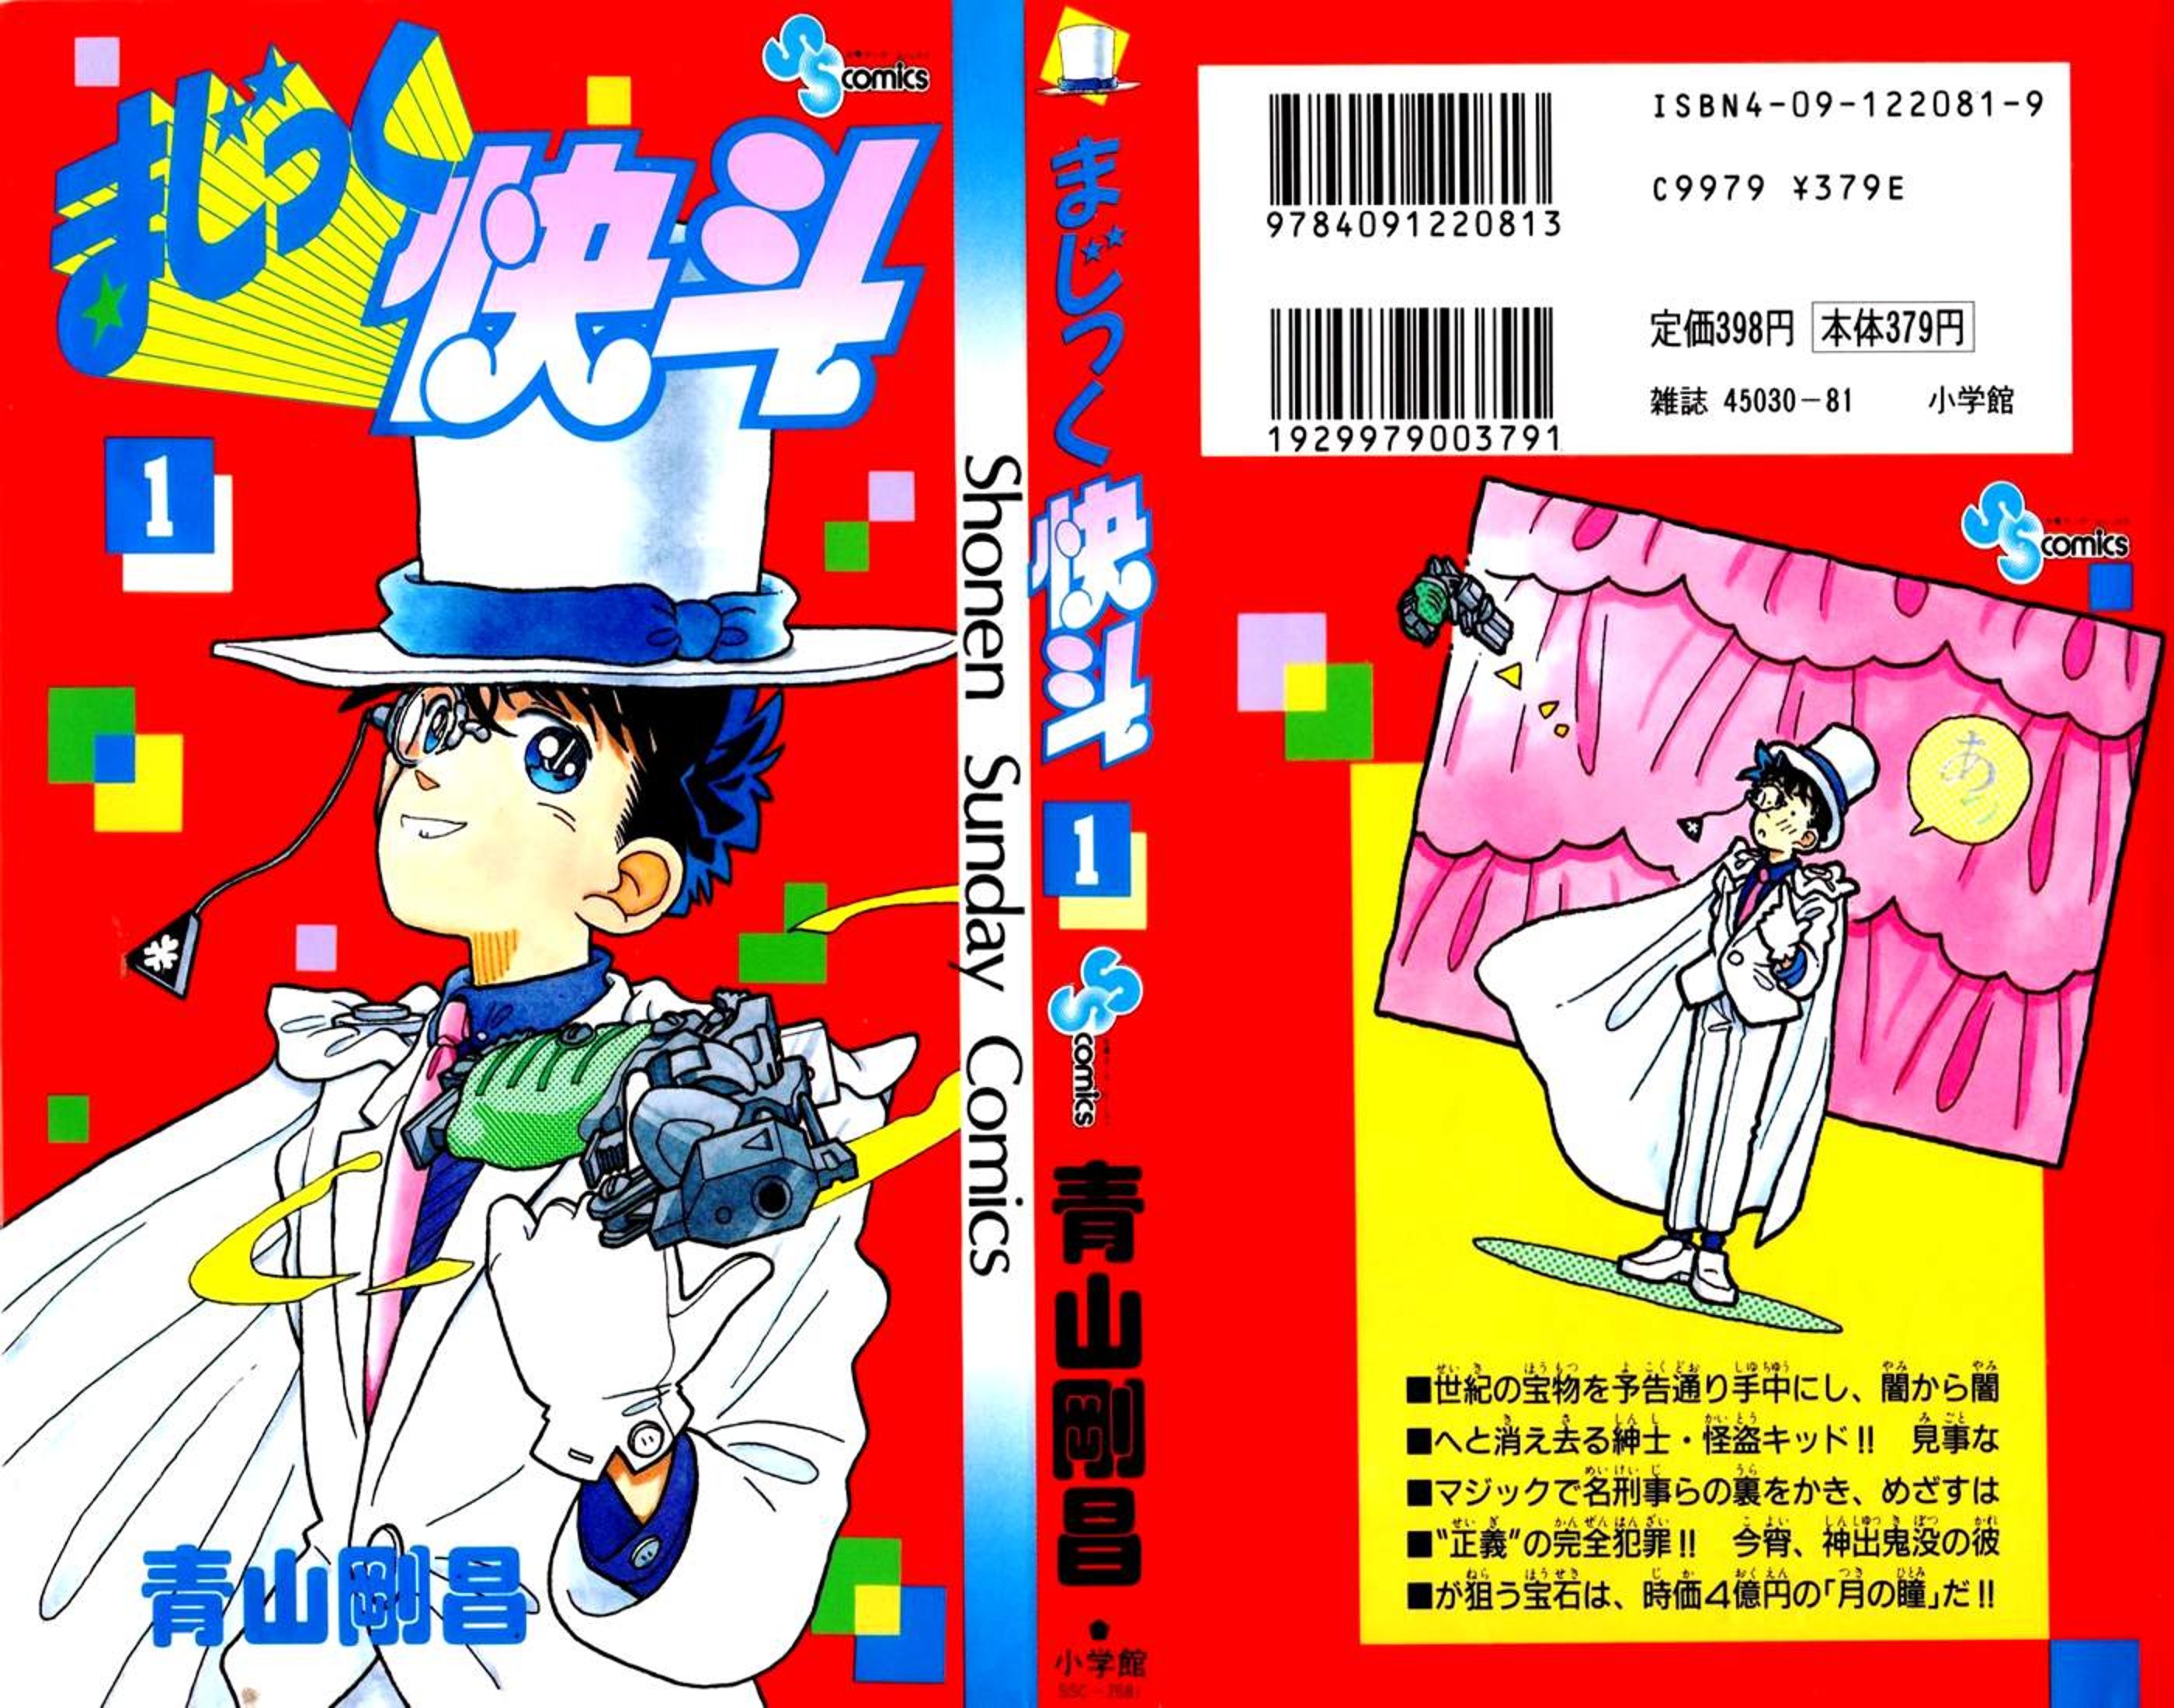 まじっく
快斗
SS comics
1
青山剛昌
Shonen Sunday Comics
まじっく
快斗
1
SS comics
青山剛昌
小学館
ISBN4-09-122081-9
C9979 ¥379E
9784091220813
定価398円 本体379円
雑誌 45030-81 小学館
1929979003791
SS comics
あッ
■世紀の宝物を予告通り手中にし、闇から闇
■へと消え去る紳士・怪盗キッド!! 見事な
■マジックで名刑事らの裏をかき、めざすは
■"正義"の完全犯罪!! 今宵、神出鬼没の彼
■が狙う宝石は、時価4億円の「月の瞳」だ!!